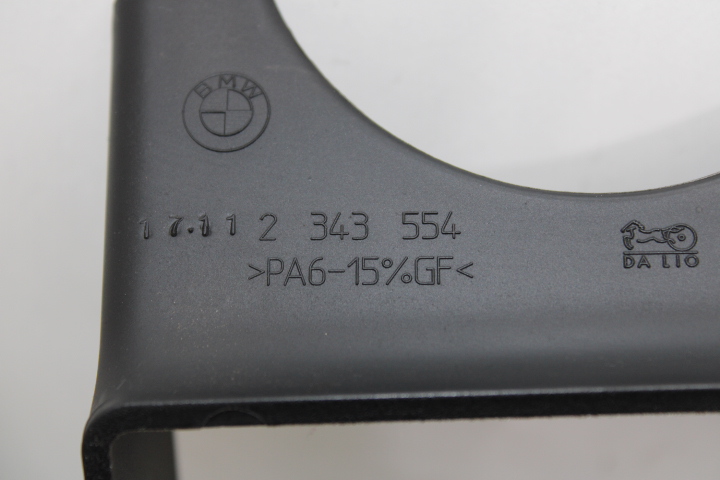 BMW
17.11 2 343 554
>PA6-15%GF<
DA LIO